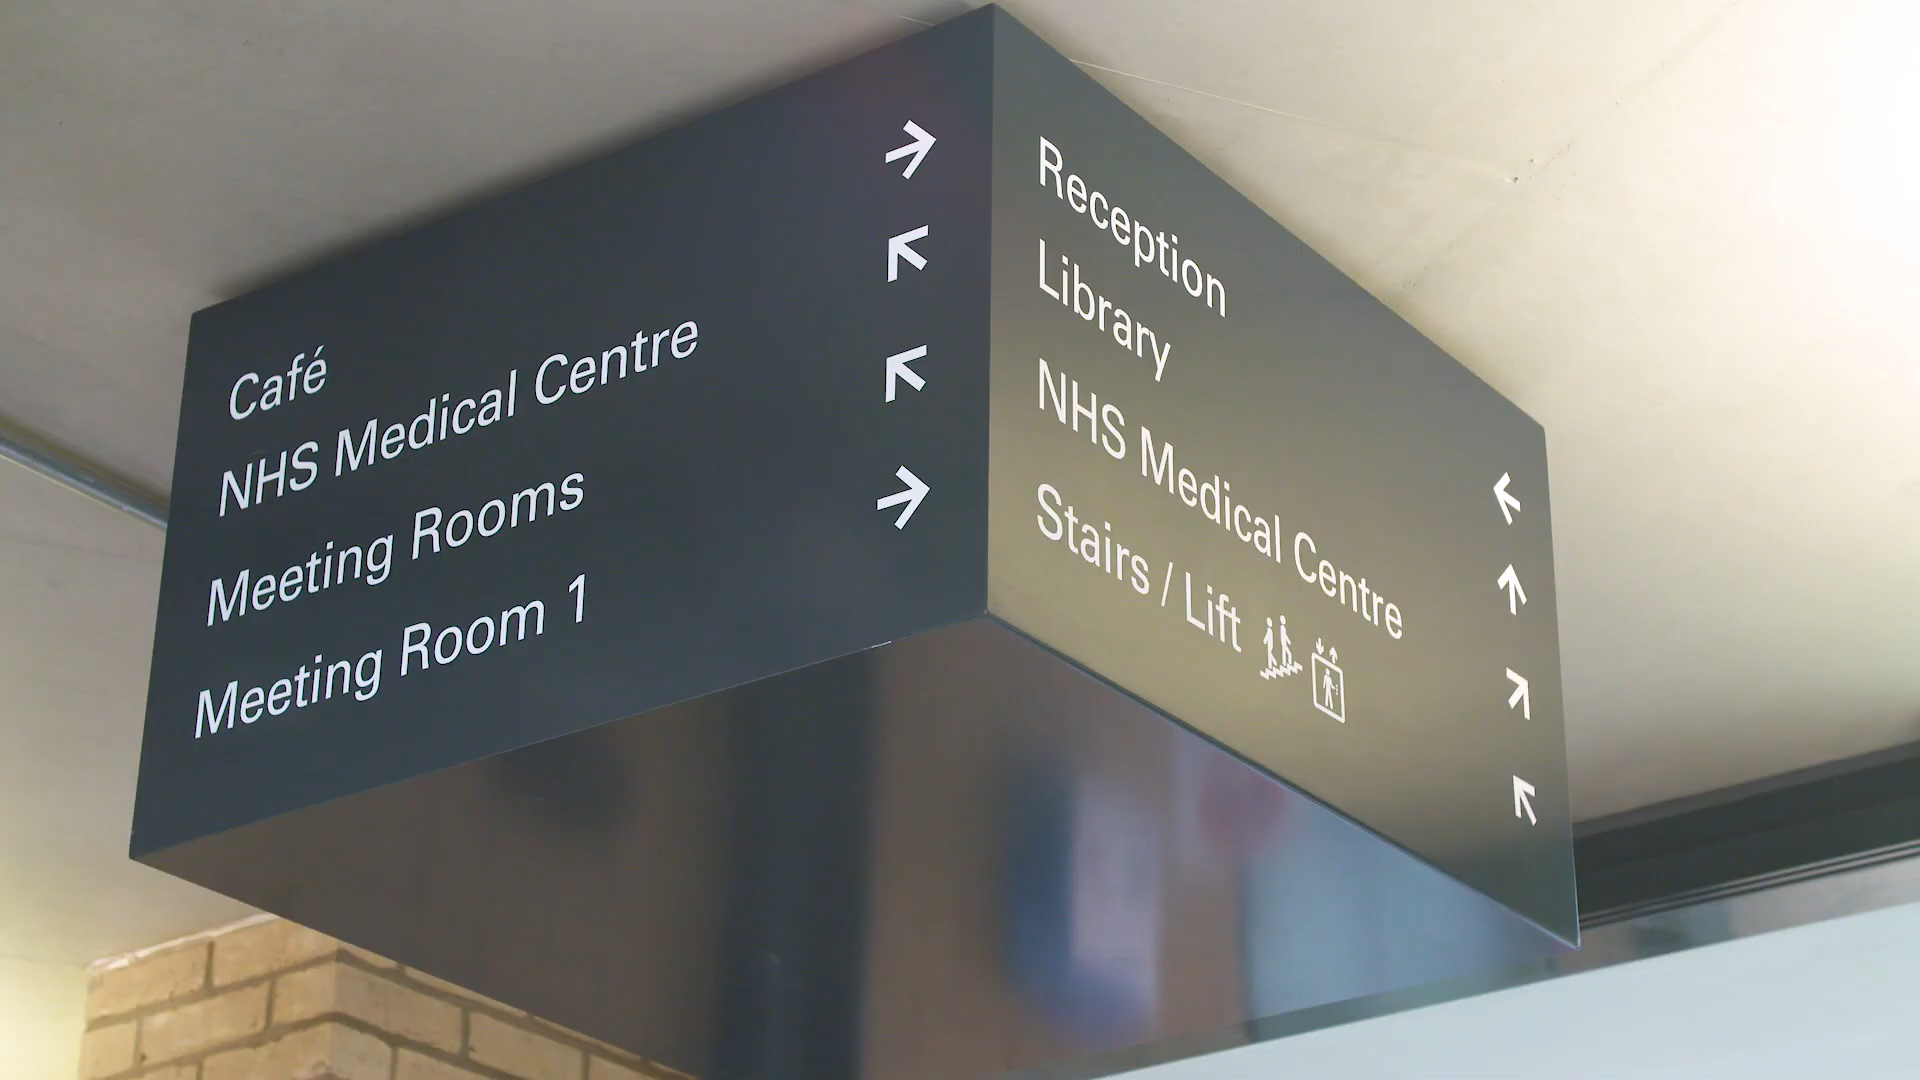 Café
NHS Medical Centre
Meeting Rooms
Meeting Room 1
Reception
Library
NHS Medical Centre
Stairs / Lift